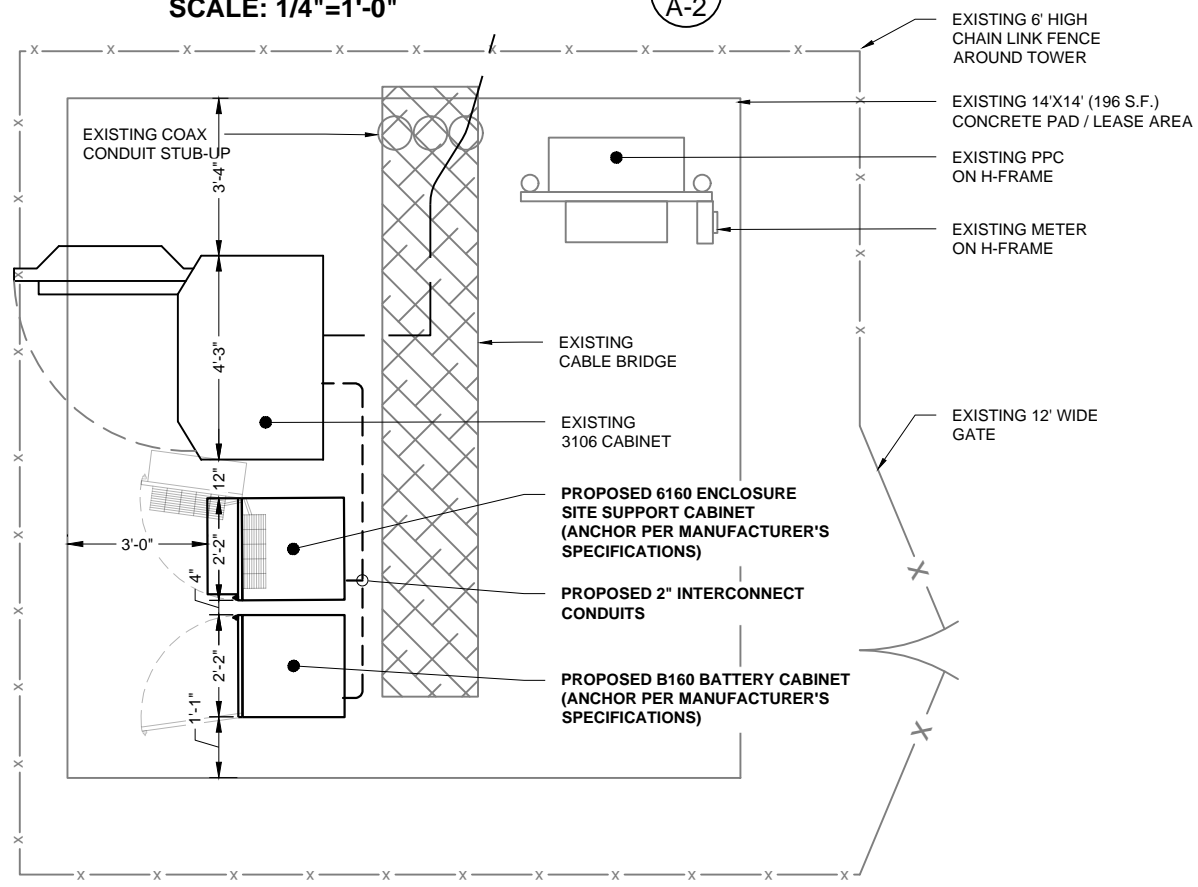 SCALE: 1/4"=1'-0"
A-2
EXISTING 6' HIGH
CHAIN LINK FENCE
AROUND TOWER
EXISTING 14'X14' (196 S.F.)
CONCRETE PAD / LEASE AREA
EXISTING COAX
CONDUIT STUB-UP
EXISTING PPC
ON H-FRAME
3'-4"
EXISTING METER
ON H-FRAME
4'-3"
EXISTING
CABLE BRIDGE
EXISTING
3106 CABINET
EXISTING 12' WIDE
GATE
12"
PROPOSED 6160 ENCLOSURE
SITE SUPPORT CABINET
(ANCHOR PER MANUFACTURER'S
SPECIFICATIONS)
3'-0"
2'-2"
4"
PROPOSED 2" INTERCONNECT
CONDUITS
2'-2"
PROPOSED B160 BATTERY CABINET
(ANCHOR PER MANUFACTURER'S
SPECIFICATIONS)
1'-1"